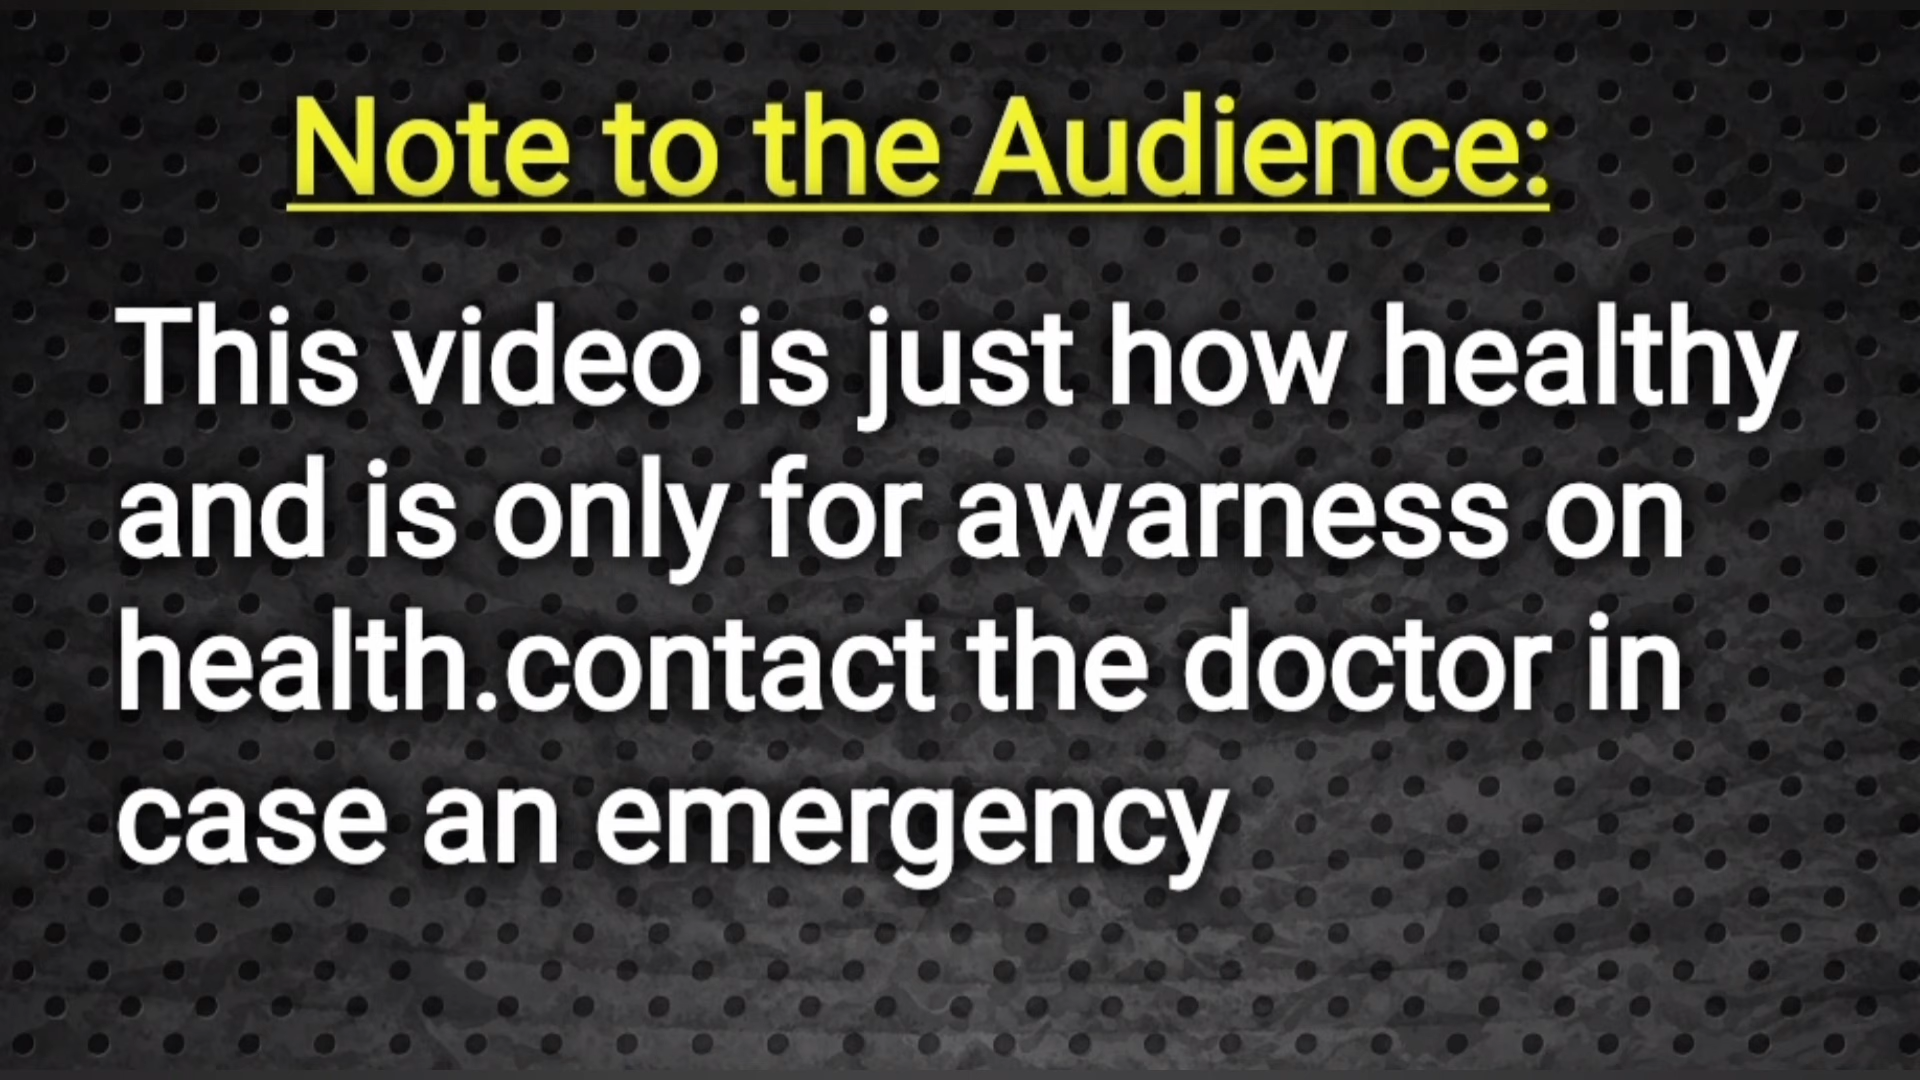 Note to the Audience:
This video is just how healthy
and is only for awarness on
health.contact the doctor in
case an emergency